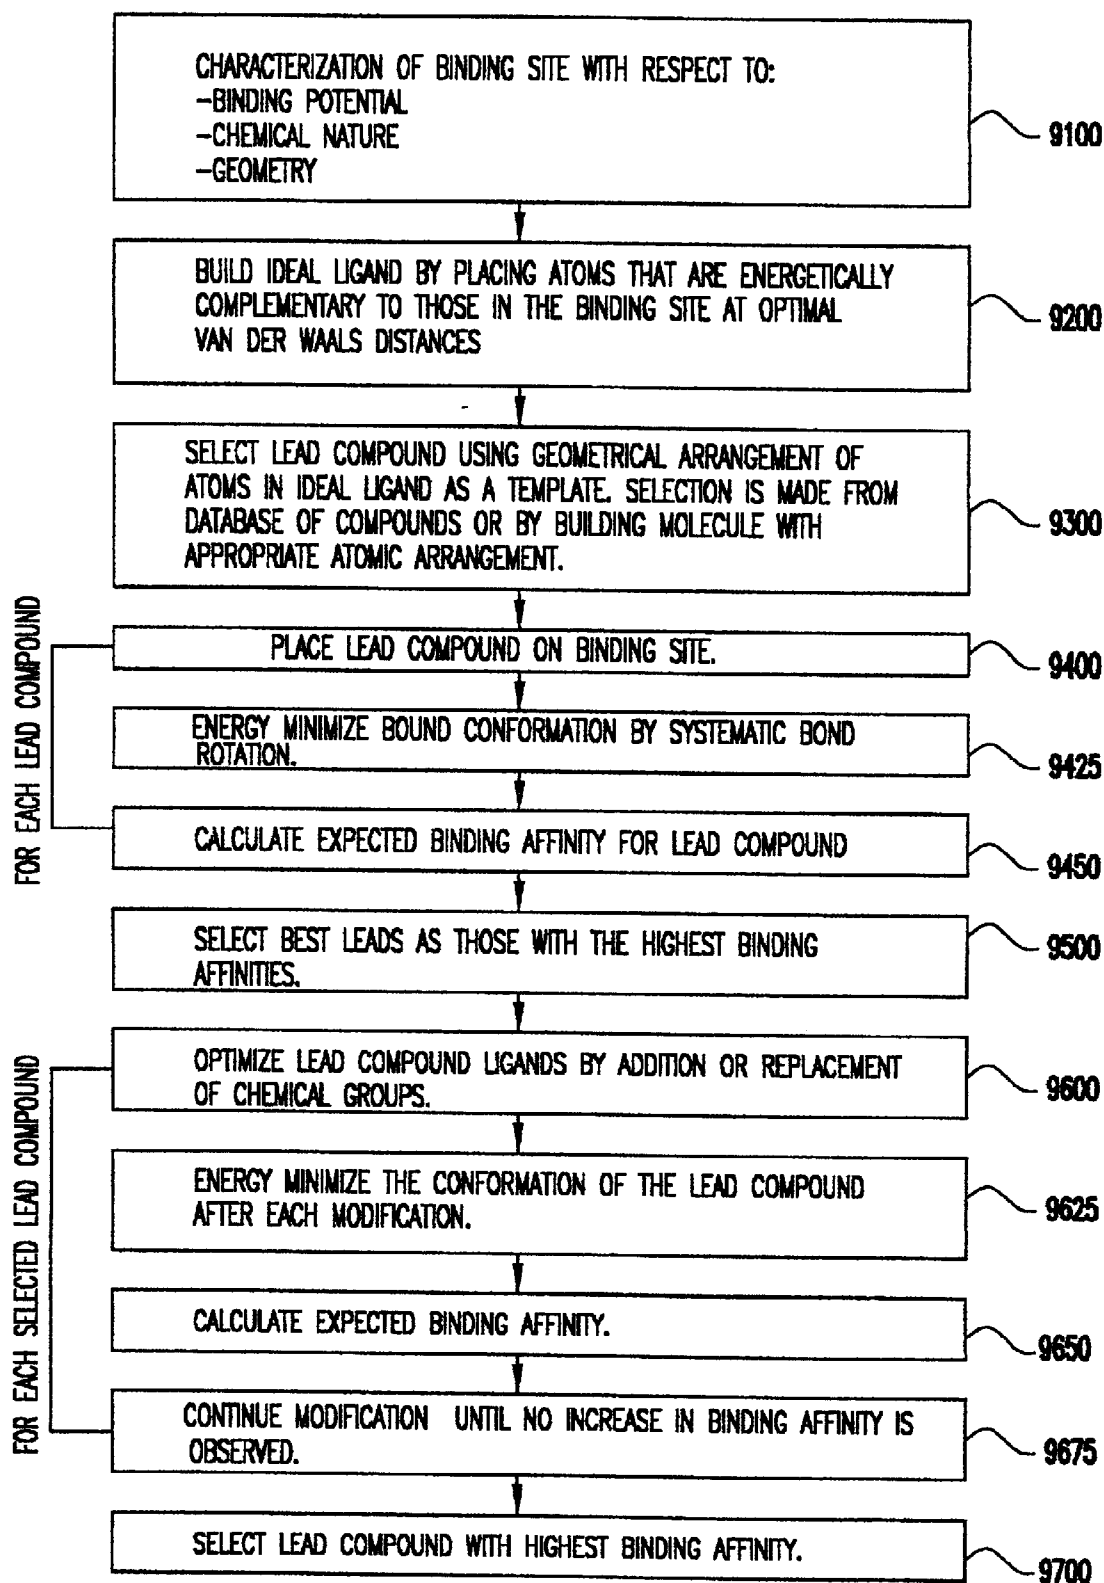 CHARACTERIZATION OF BINDING SITE WITH RESPECT TO:
-BINDING POTENTIAL
-CHEMICAL NATURE
-GEOMETRY
9100
BUILD IDEAL LIGAND BY PLACING ATOMS THAT ARE ENERGETICALLY
COMPLEMENTARY TO THOSE IN THE BINDING SITE AT OPTIMAL
VAN DER WAALS DISTANCES
9200
SELECT LEAD COMPOUND USING GEOMETRICAL ARRANGEMENT OF
ATOMS IN IDEAL LIGAND AS A TEMPLATE. SELECTION IS MADE FROM
DATABASE OF COMPOUNDS OR BY BUILDING MOLECULE WITH
APPROPRIATE ATOMIC ARRANGEMENT.
9300
FOR EACH LEAD COMPOUND
PLACE LEAD COMPOUND ON BINDING SITE.
9400
ENERGY MINIMIZE BOUND CONFORMATION BY SYSTEMATIC BOND
ROTATION.
9425
CALCULATE EXPECTED BINDING AFFINITY FOR LEAD COMPOUND
9450
SELECT BEST LEADS AS THOSE WITH THE HIGHEST BINDING
AFFINITIES.
9500
FOR EACH SELECTED LEAD COMPOUND
OPTIMIZE LEAD COMPOUND LIGANDS BY ADDITION OR REPLACEMENT
OF CHEMICAL GROUPS.
9600
ENERGY MINIMIZE THE CONFORMATION OF THE LEAD COMPOUND
AFTER EACH MODIFICATION.
9625
CALCULATE EXPECTED BINDING AFFINITY.
9650
CONTINUE MODIFICATION UNTIL NO INCREASE IN BINDING AFFINITY IS
OBSERVED.
9675
SELECT LEAD COMPOUND WITH HIGHEST BINDING AFFINITY.
9700